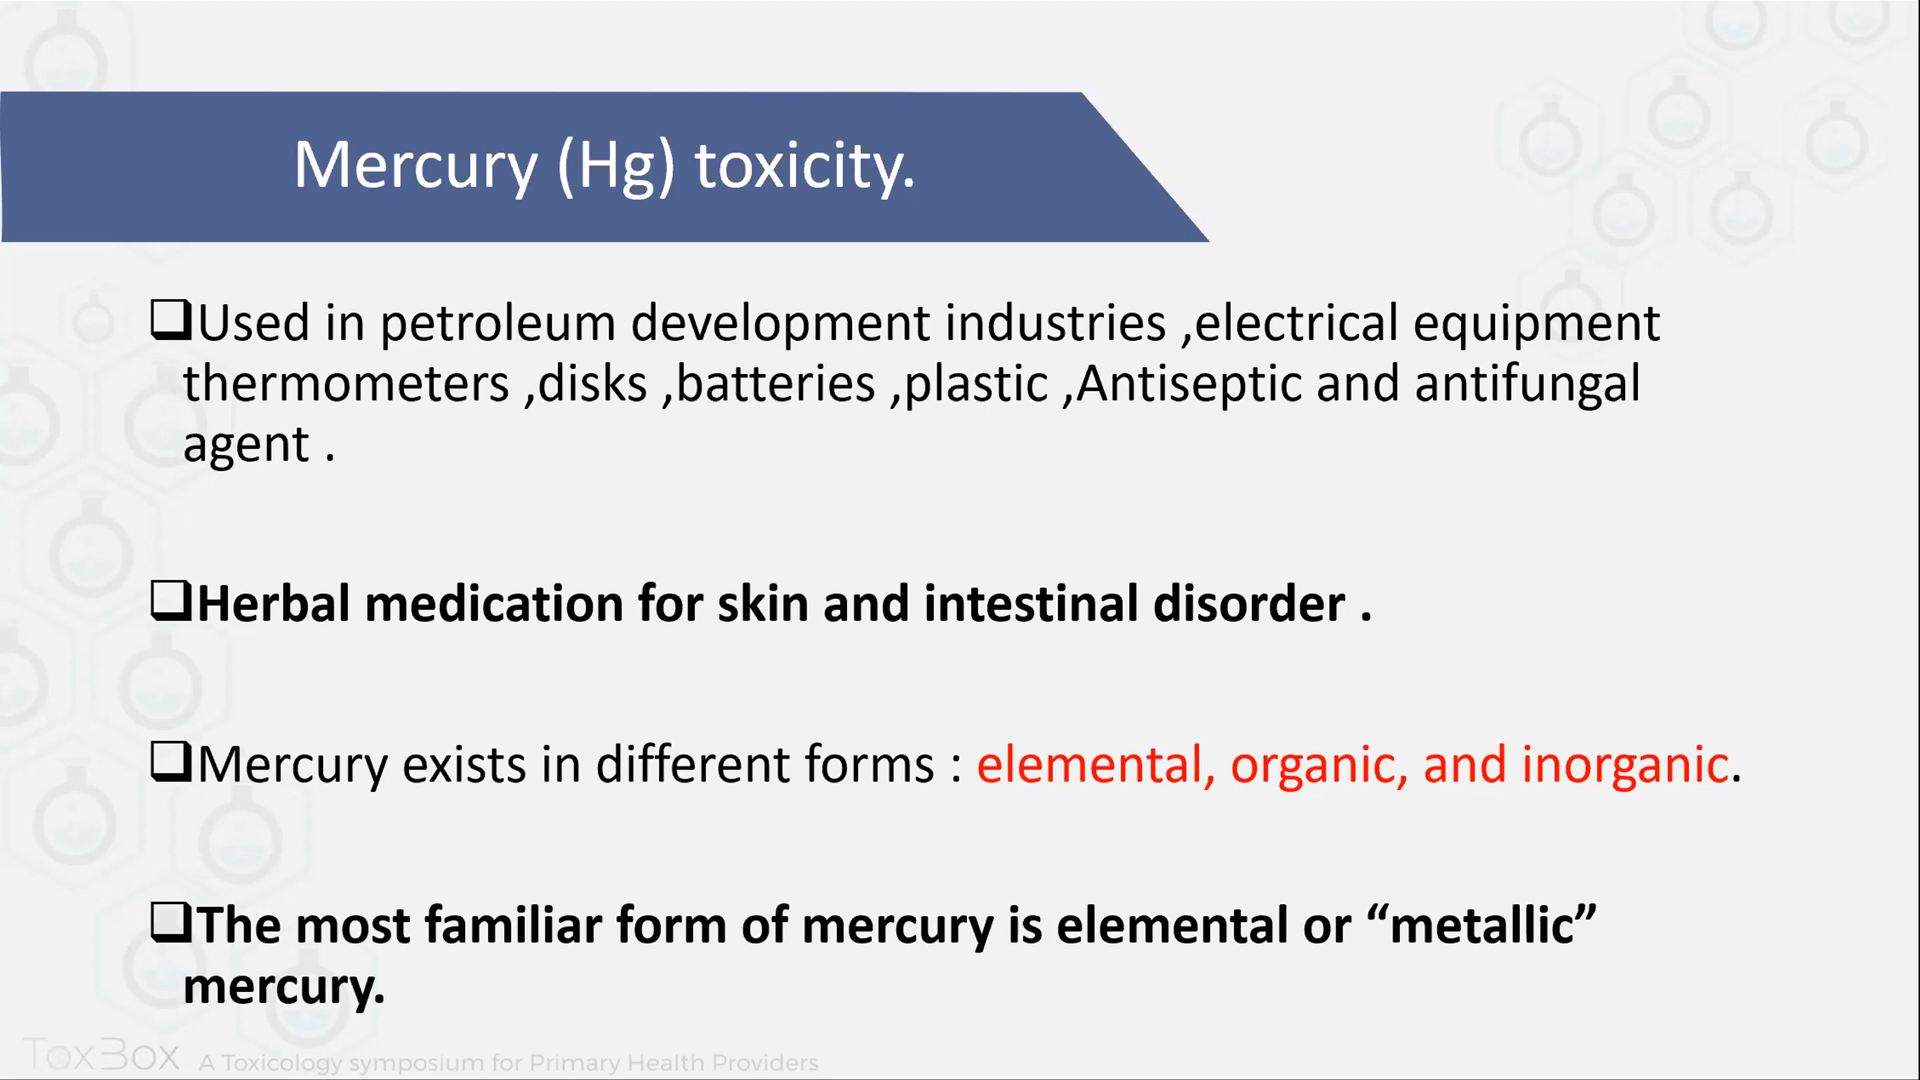 Mercury (Hg) toxicity.
Used in petroleum development industries ,electrical equipment
thermometers ,disks ,batteries ,plastic ,Antiseptic and antifungal
agent .
Herbal medication for skin and intestinal disorder .
Mercury exists in different forms : elemental, organic, and inorganic.
The most familiar form of mercury is elemental or “metallic”
mercury.
ToxBox A Toxicology symposium for Primary Health Providers